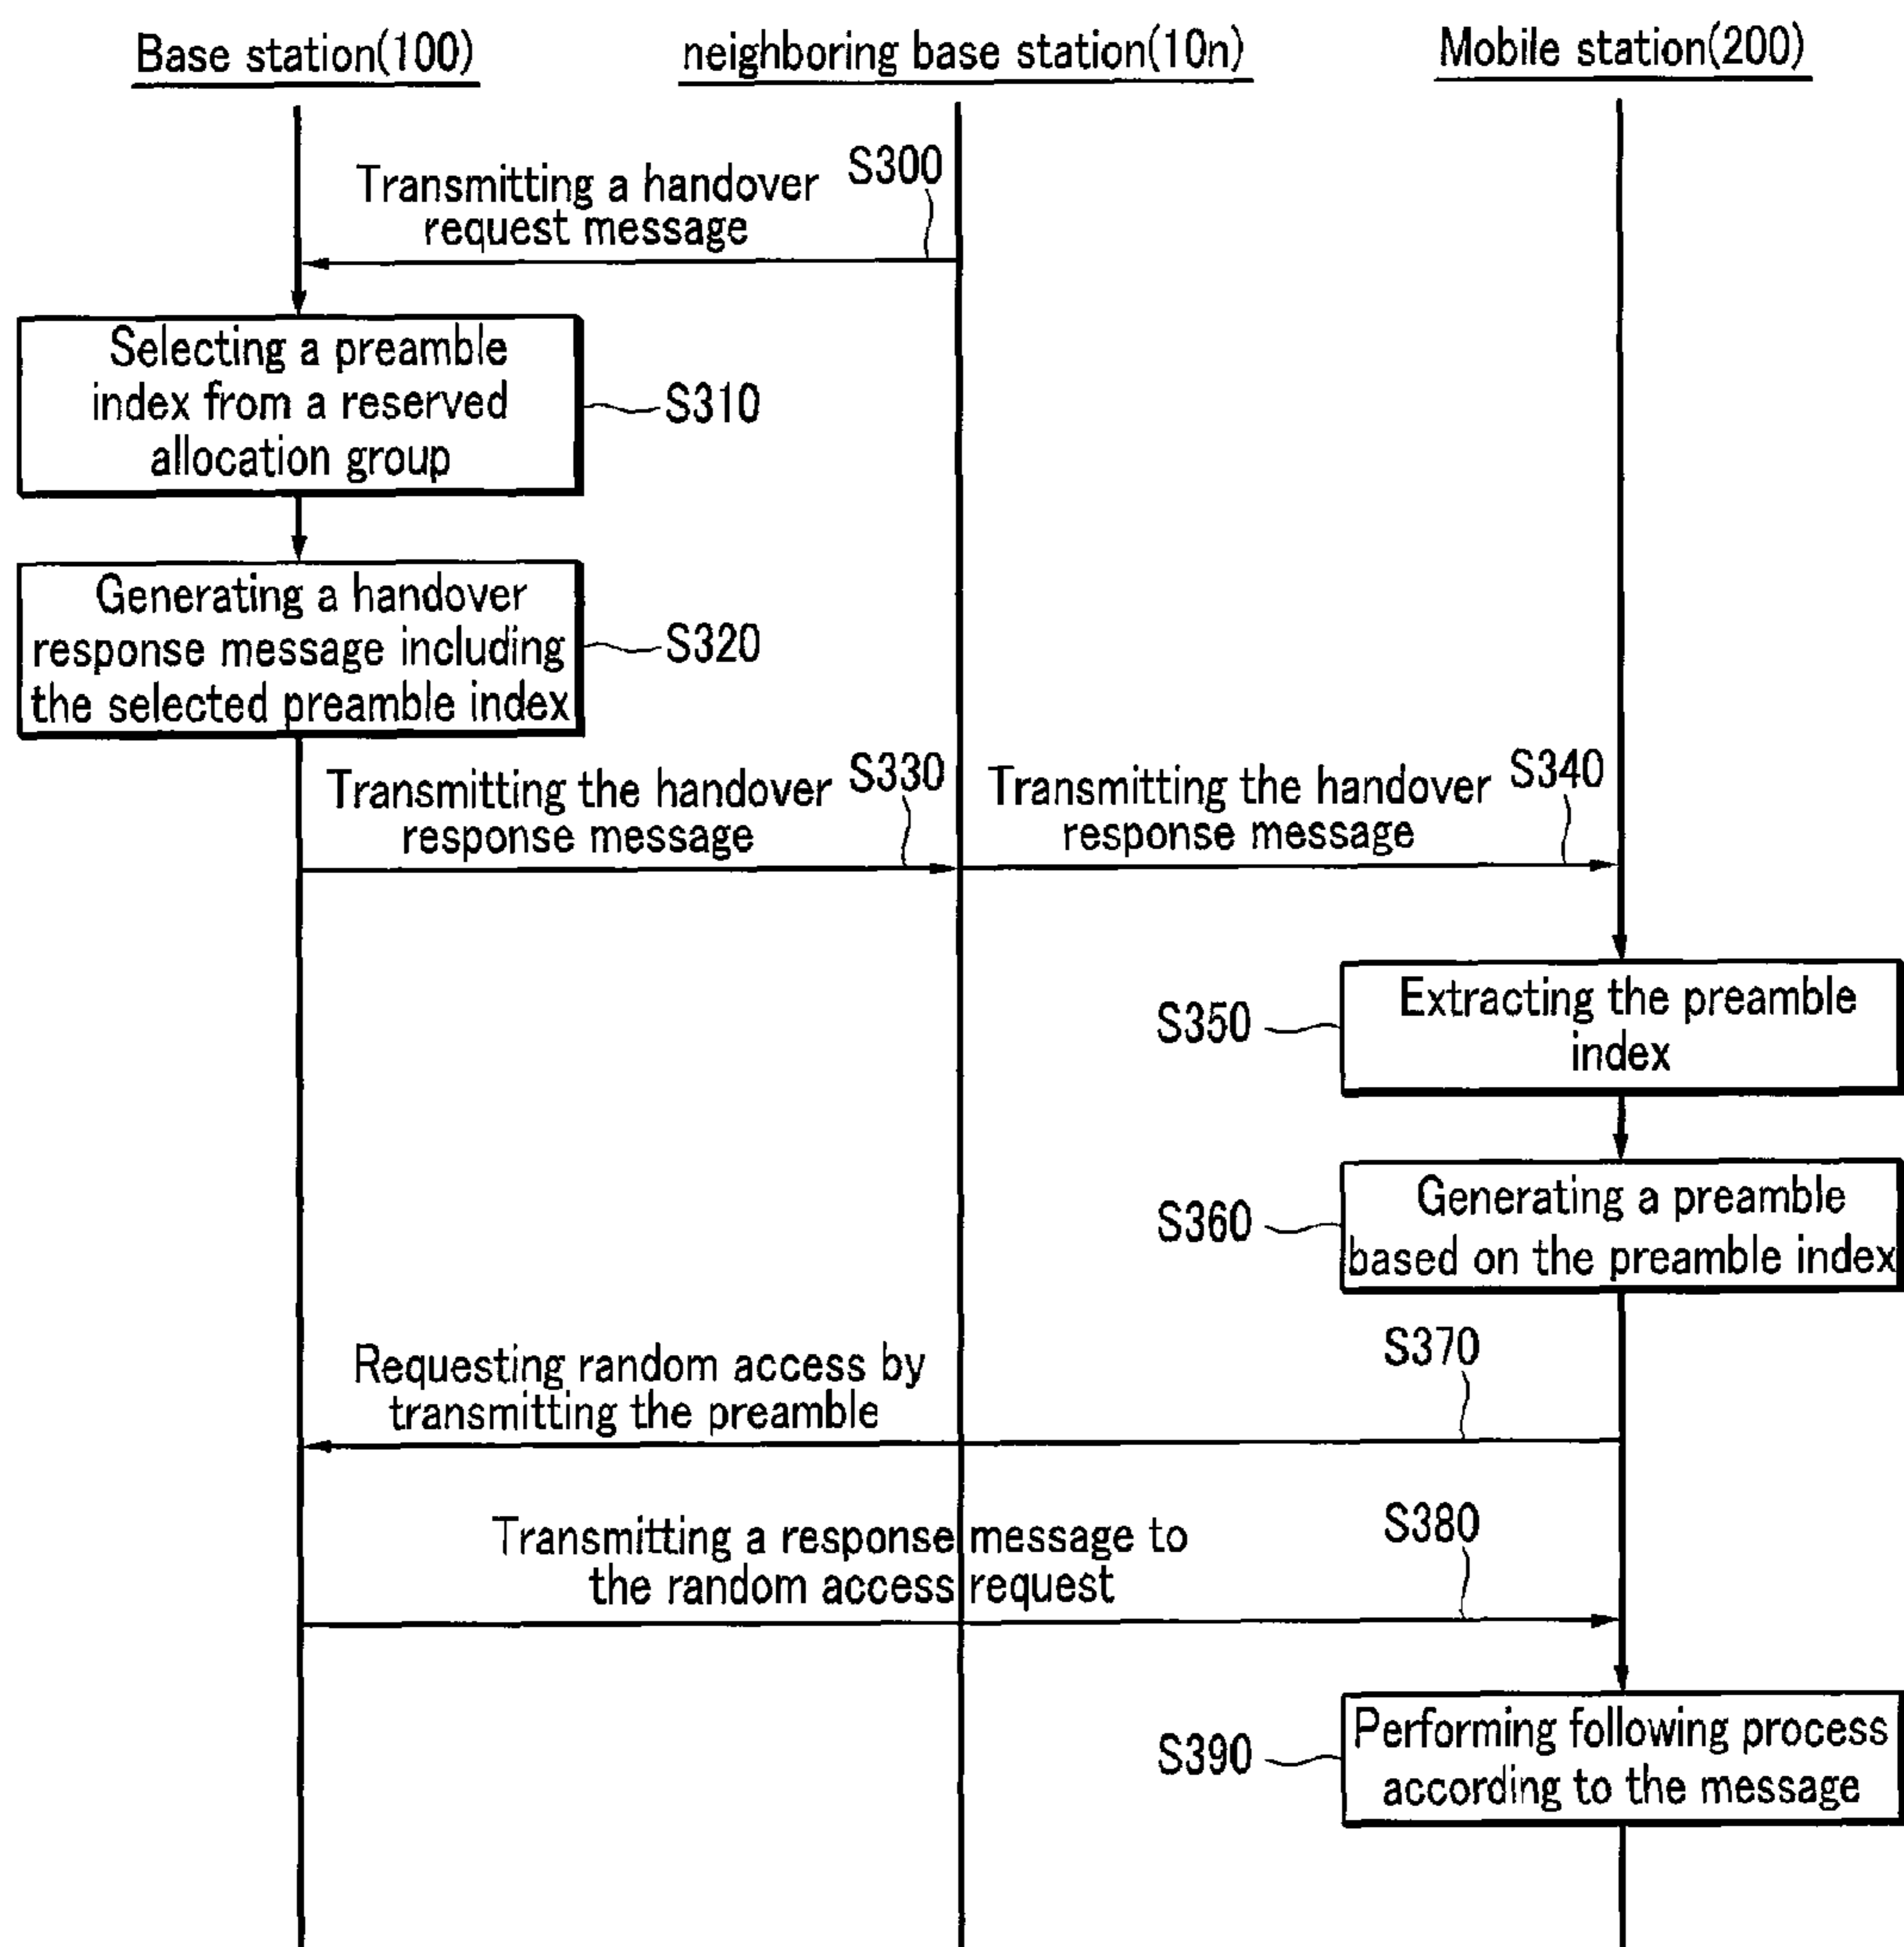 Base station(100)
neighboring base station(10n)
Mobile station(200)
Transmitting a handover
request message
S300
Selecting a preamble
index from a reserved
allocation group
S310
Generating a handover
response message including
the selected preamble index
S320
Transmitting the handover
response message
S330
Transmitting the handover
response message
S340
S350
Extracting the preamble
index
S360
Generating a preamble
based on the preamble index
Requesting random access by
transmitting the preamble
S370
Transmitting a response message to
the random access request
S380
S390
Performing following process
according to the message